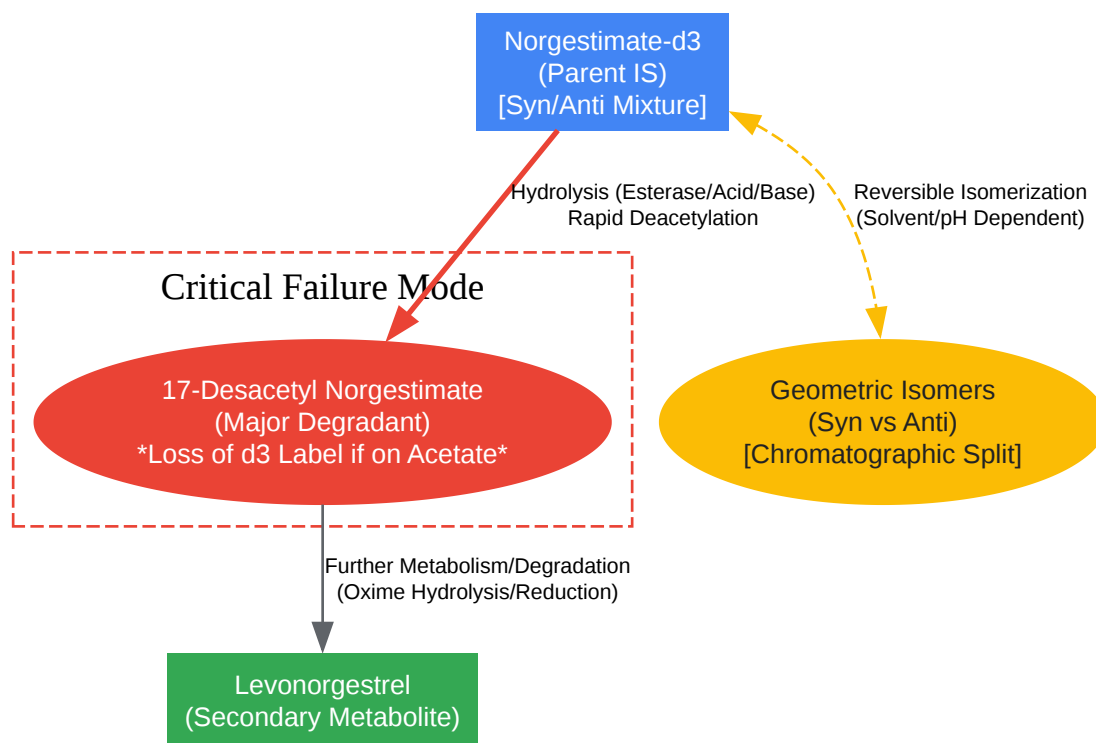 Norgestimate-d3
(Parent IS)
[Syn/Anti Mixture]
Hydrolysis (Esterase/Acid/Base)
Rapid Deacetylation
Reversible Isomerization
(Solvent/pH Dependent)
Critical Failure Mode
17-Desacetyl Norgestimate
(Major Degradant)
*Loss of d3 Label if on Acetate*
Geometric Isomers
(Syn vs Anti)
[Chromatographic Split]
Further Metabolism/Degradation
(Oxime Hydrolysis/Reduction)
Levonorgestrel
(Secondary Metabolite)